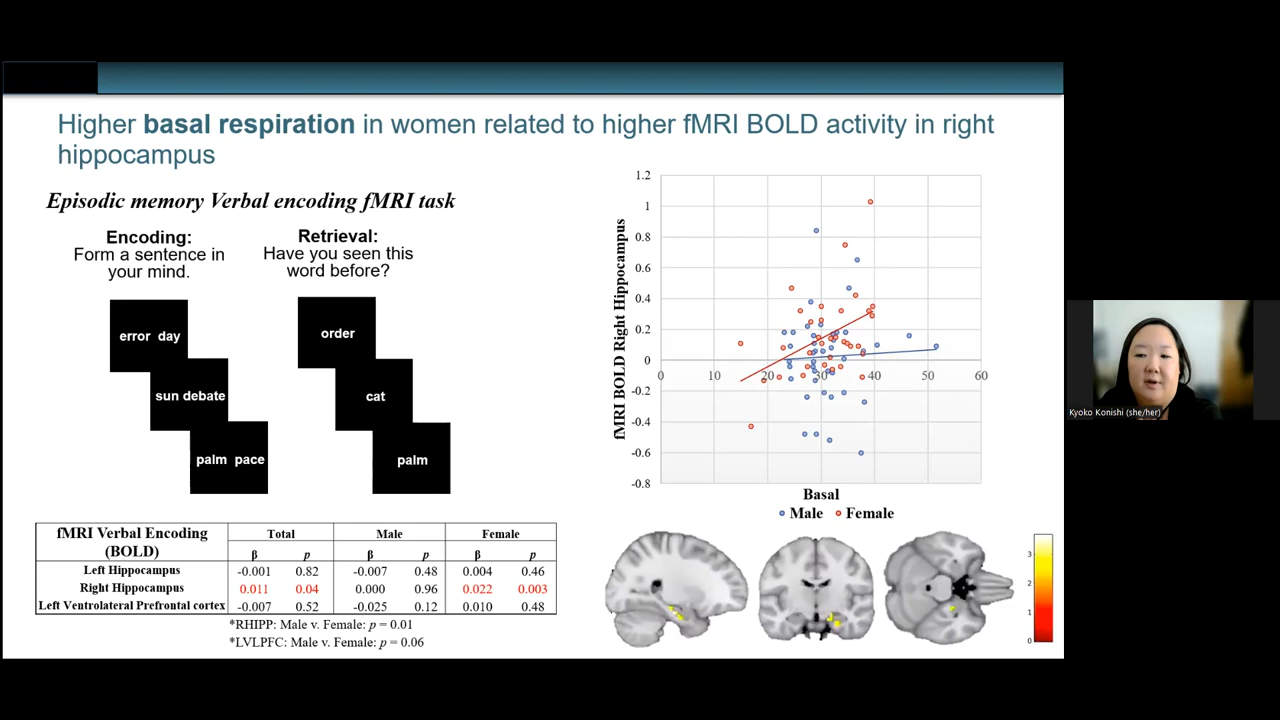 Higher basal respiration in women related to higher fMRI BOLD activity in right
hippocampus
Episodic memory Verbal encoding fMRI task
Encoding:
Form a sentence in
your mind.
Retrieval:
Have you seen this
word before?
error day
sun debate
palm pace
order
cat
palm
fMRI Verbal Encoding
(BOLD)
Total Male Female
β p β p β p
Left Hippocampus -0.001 0.82 -0.007 0.48 0.004 0.46
Right Hippocampus 0.011 0.04 0.000 0.96 0.022 0.003
Left Ventrolateral Prefrontal cortex -0.007 0.52 -0.025 0.12 0.010 0.48
*RHIPP: Male v. Female: p = 0.01
*LVLPFC: Male v. Female: p = 0.06
fMRI BOLD Right Hippocampus
1.2
1
0.8
0.6
0.4
0.2
0
-0.2
-0.4
-0.6
-0.8
0 10 20 30 40 50 60
Basal
Male Female
3
2
1
0
Kyoko Konishi (she/her)